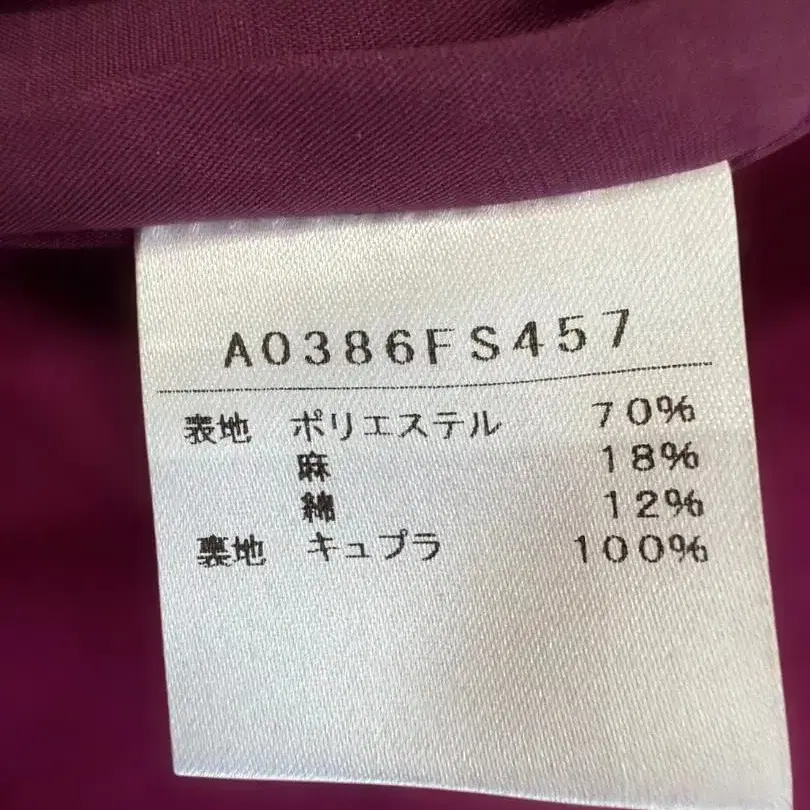 A0386FS457
表地 ポリエステル 70%
麻 18%
綿 12%
裏地 キュプラ 100%